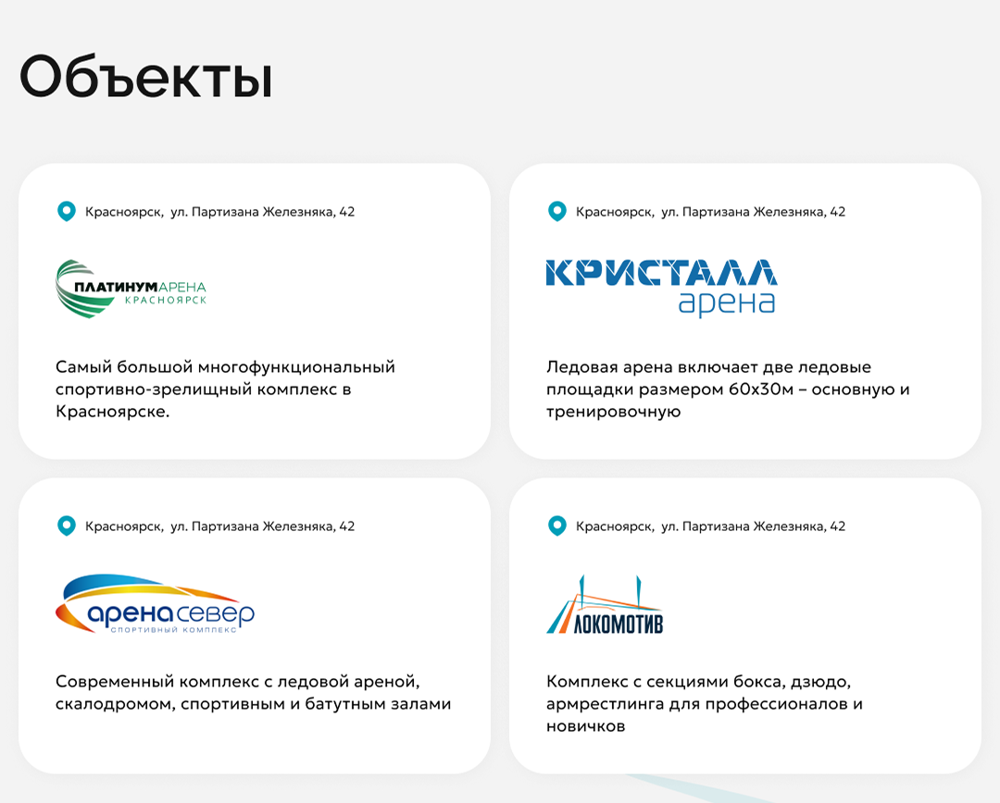 Объекты
Красноярск, ул. Партизана Железняка, 42
ПЛАТИНУМАРЕНА
КРАСНОЯРСК
Самый большой многофункциональный
спортивно-зрелищный комплекс в
Красноярске.
Красноярск, ул. Партизана Железняка, 42
КРИСТАЛЛ
арена
Ледовая арена включает две ледовые
площадки размером 60х30м – основную и
тренировочную
Красноярск, ул. Партизана Железняка, 42
аренасевер
СПОРТИВНЫЙ КОМПЛЕКС
Современный комплекс с ледовой ареной,
скалодромом, спортивным и батутным залами
Красноярск, ул. Партизана Железняка, 42
ЛОКОМОТИВ
Комплекс с секциями бокса, дзюдо,
армрестлинга для профессионалов и
новичков